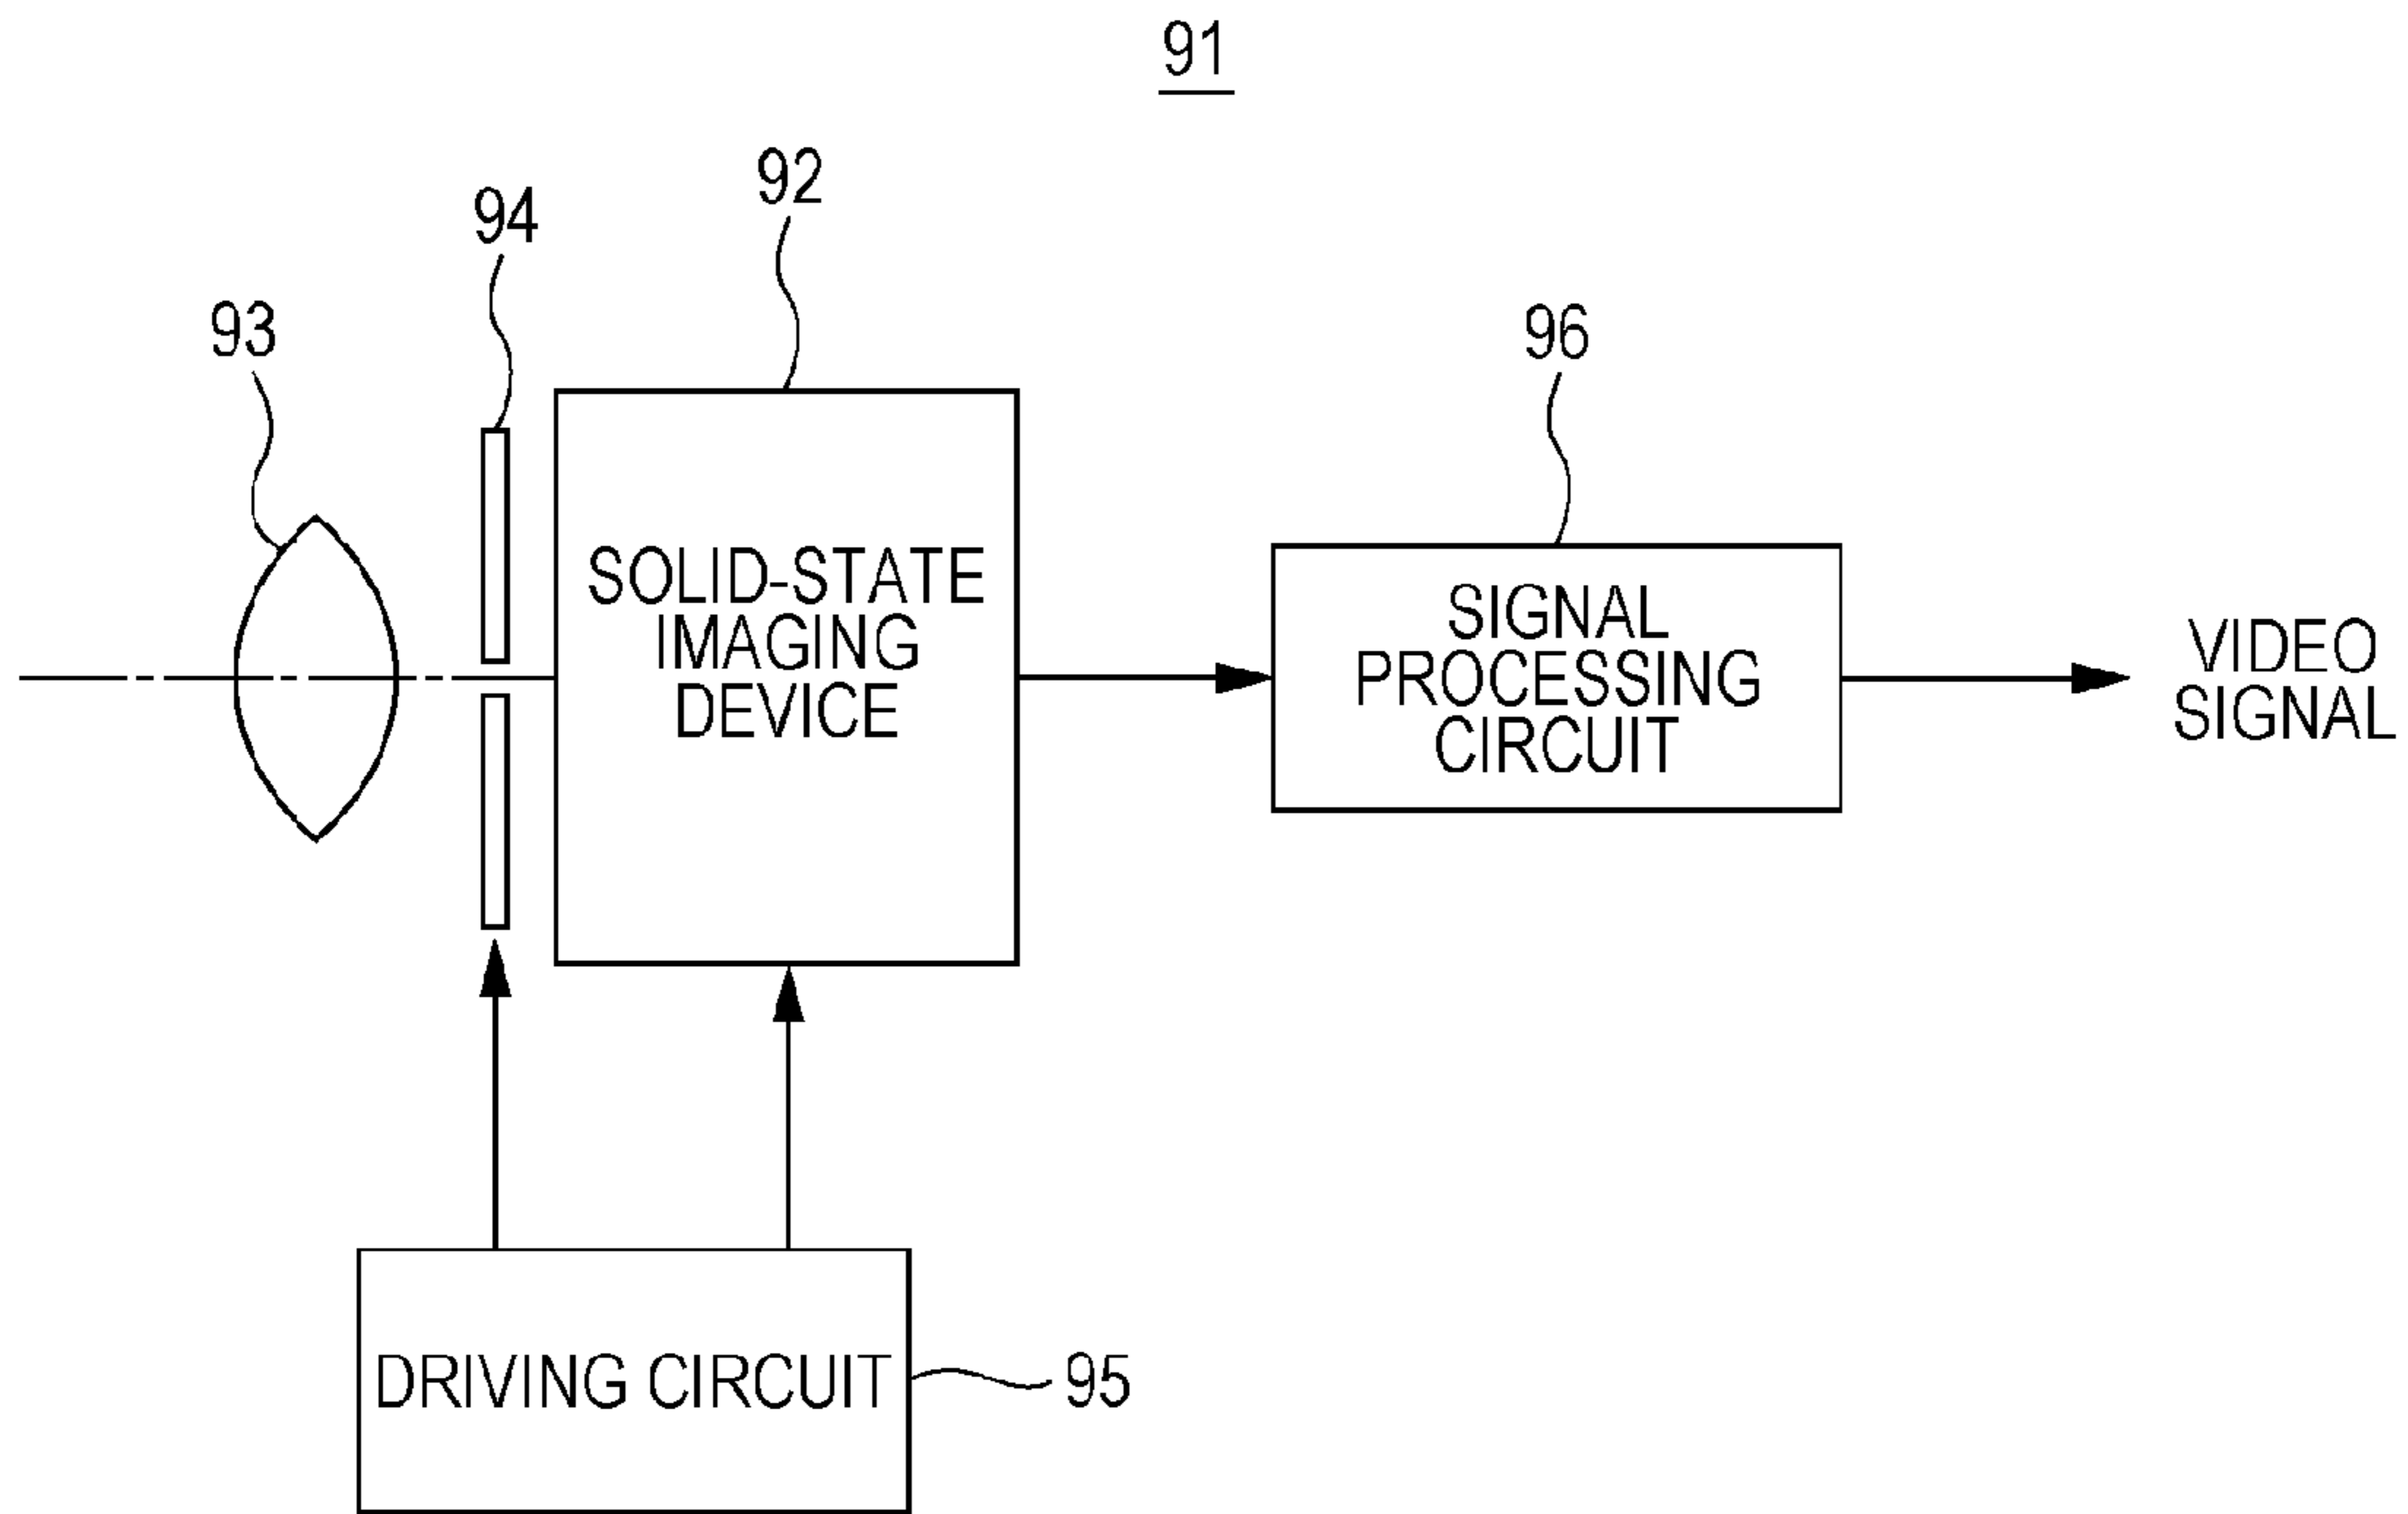 91
92
94
93
96
SOLID-STATE
IMAGING
DEVICE
SIGNAL
PROCESSING
CIRCUIT
VIDEO
SIGNAL
DRIVING CIRCUIT
95